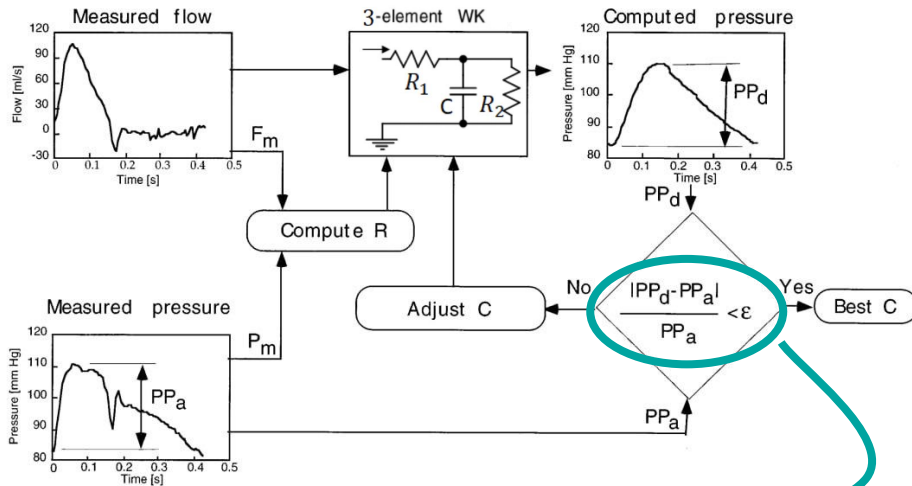 Measured flow
Flow [ml/s]
120
90
60
30
0
-30
0 0.1 0.2 0.3 0.4 0.5
Time [s]
3-element WK
R1
C
R2
Computed pressure
Pressure [mm Hg]
120
110
100
90
80
0 0.1 0.2 0.3 0.4 0.5
Time [s]
PPd
Fm
Compute R
PPd
Measured pressure
Pressure [mm Hg]
120
110
100
90
80
0 0.1 0.2 0.3 0.4 0.5
Time [s]
PPa
Pm
Adjust C
No
|PPd-PPa|
PPa
<ε
Yes
Best C
PPa